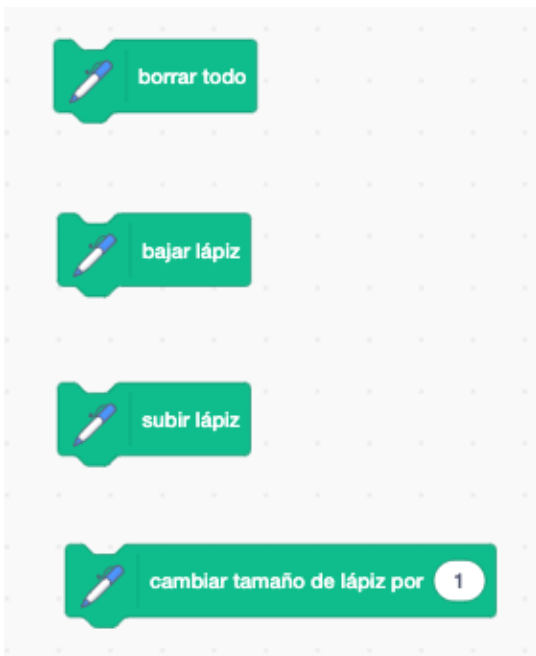 borrar todo
bajar lápiz
subir lápiz
cambiar tamaño de lápiz por 1